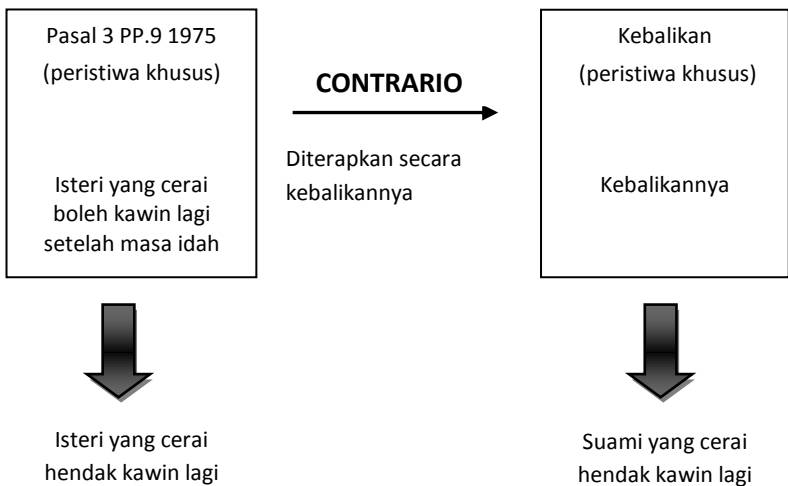 Pasal 3 PP.9 1975
(peristiwa khusus)
Isteri yang cerai
boleh kawin lagi
setelah masa idah
CONTRARIO
Diterapkan secara
kebalikannya
Kebalikan
(peristiwa khusus)
Kebalikannya
Isteri yang cerai
hendak kawin lagi
Suami yang cerai
hendak kawin lagi